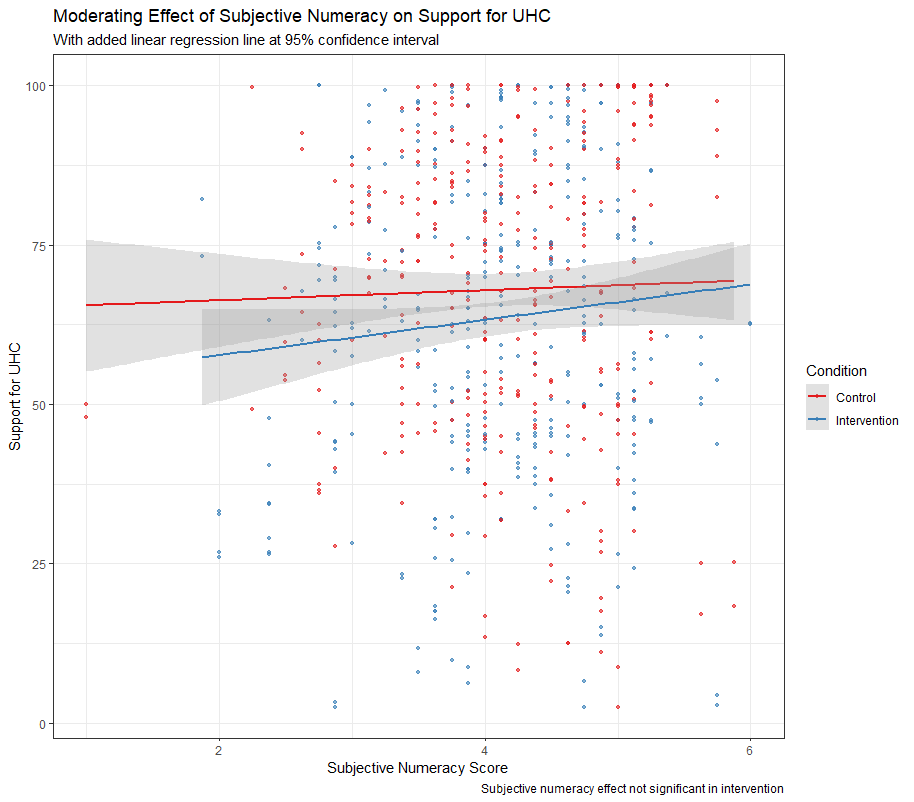 Moderating Effect of Subjective Numeracy on Support for UHC
With added linear regression line at 95% confidence interval
100
75
50
25
0
Support for UHC
2
4
6
Subjective Numeracy Score
Condition
Control
Intervention
Subjective numeracy effect not significant in intervention